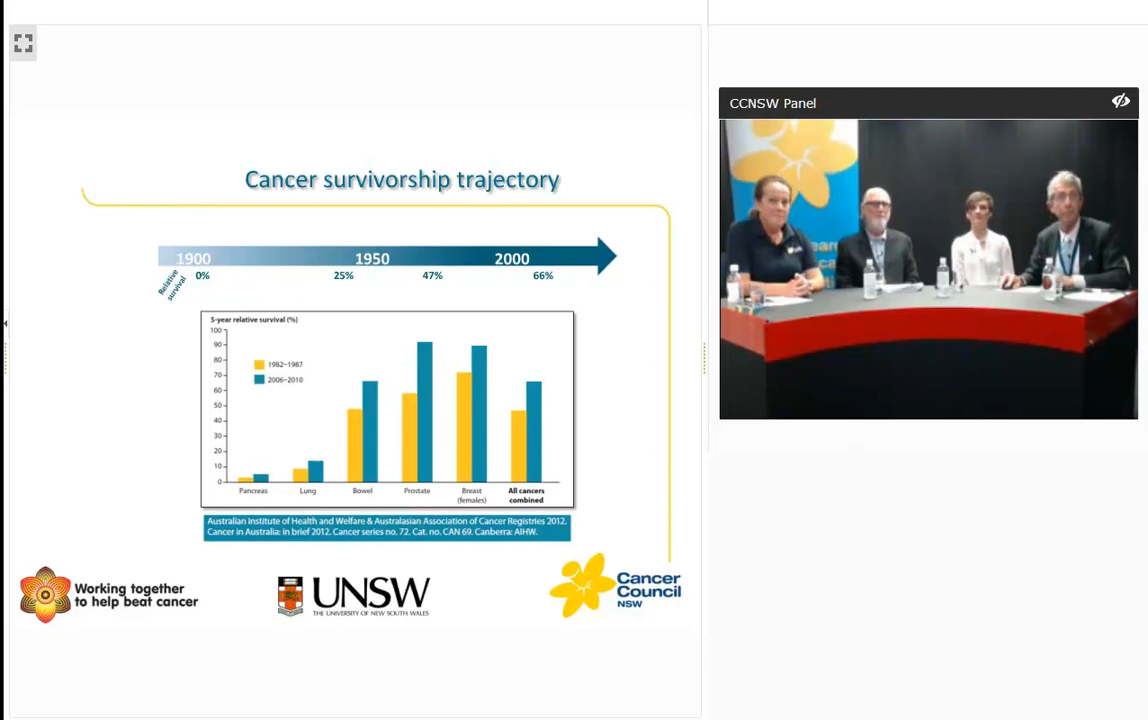 CCNSW Panel
Cancer survivorship trajectory
1900 1950 2000
Relative survival
0% 25% 47% 66%
5-year relative survival (%)
100
90
80
70
60
50
40
30
20
10
0
1982–1987
2006–2010
Pancreas Lung Bowel Prostate Breast (females) All cancers combined
Australian Institute of Health and Welfare & Australasian Association of Cancer Registries 2012.
Cancer in Australia: in brief 2012. Cancer series no. 72. Cat. no. CAN 69. Canberra: AIHW.
Working together
to help beat cancer
UNSW
THE UNIVERSITY OF NEW SOUTH WALES
Cancer
Council
NSW